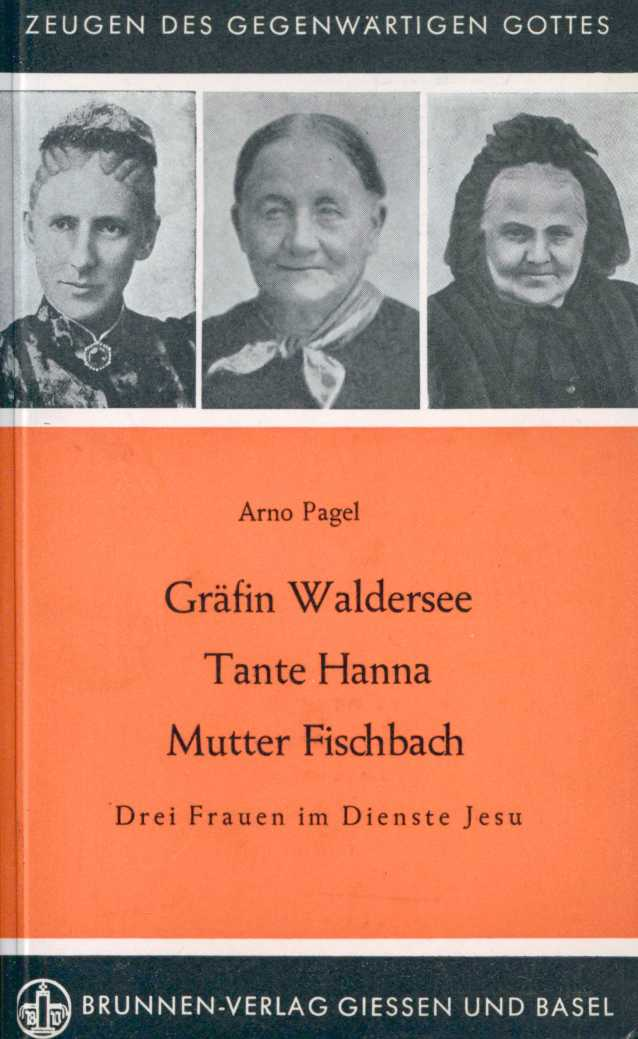 ZEUGEN DES GEGENWÄRTIGEN GOTTES
Arno Pagel
Gräfin Waldersee
Tante Hanna
Mutter Fischbach
Drei Frauen im Dienste Jesu
BRUNNEN-VERLAG GIESSEN UND BASEL